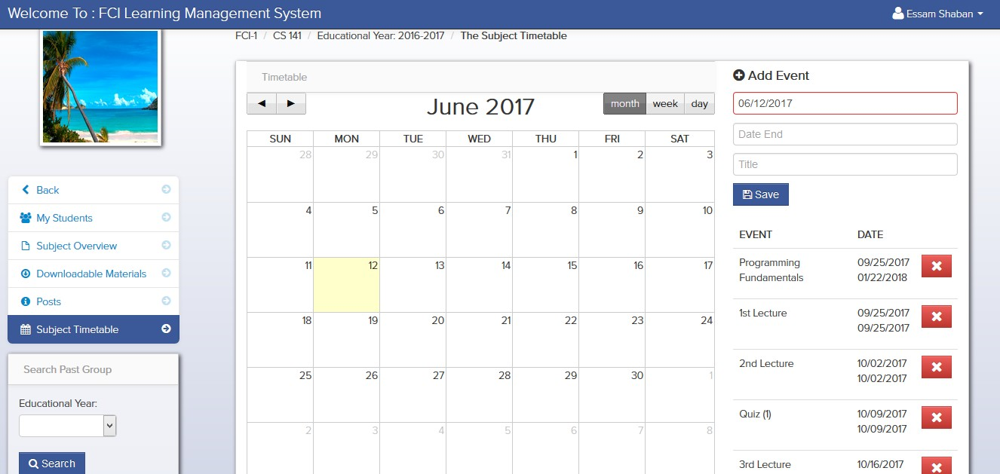 Welcome To : FCI Learning Management System
Essam Shaban
FCI-1 / CS 141 / Educational Year: 2016-2017 / The Subject Timetable
Back
My Students
Subject Overview
Downloadable Materials
Posts
Subject Timetable
Search Past Group
Educational Year:
Search
Timetable
June 2017
month week day
SUN MON TUE WED THU FRI SAT
28 29 30 31 1 2 3
4 5 6 7 8 9 10
11 12 13 14 15 16 17
18 19 20 21 22 23 24
25 26 27 28 29 30 1
2 3 4 5 6 7 8
Add Event
06/12/2017
Date End
Title
Save
EVENT DATE
Programming 09/25/2017
Fundamentals 01/22/2018
1st Lecture 09/25/2017
09/25/2017
2nd Lecture 10/02/2017
10/02/2017
Quiz (1) 10/09/2017
10/09/2017
3rd Lecture 10/16/2017